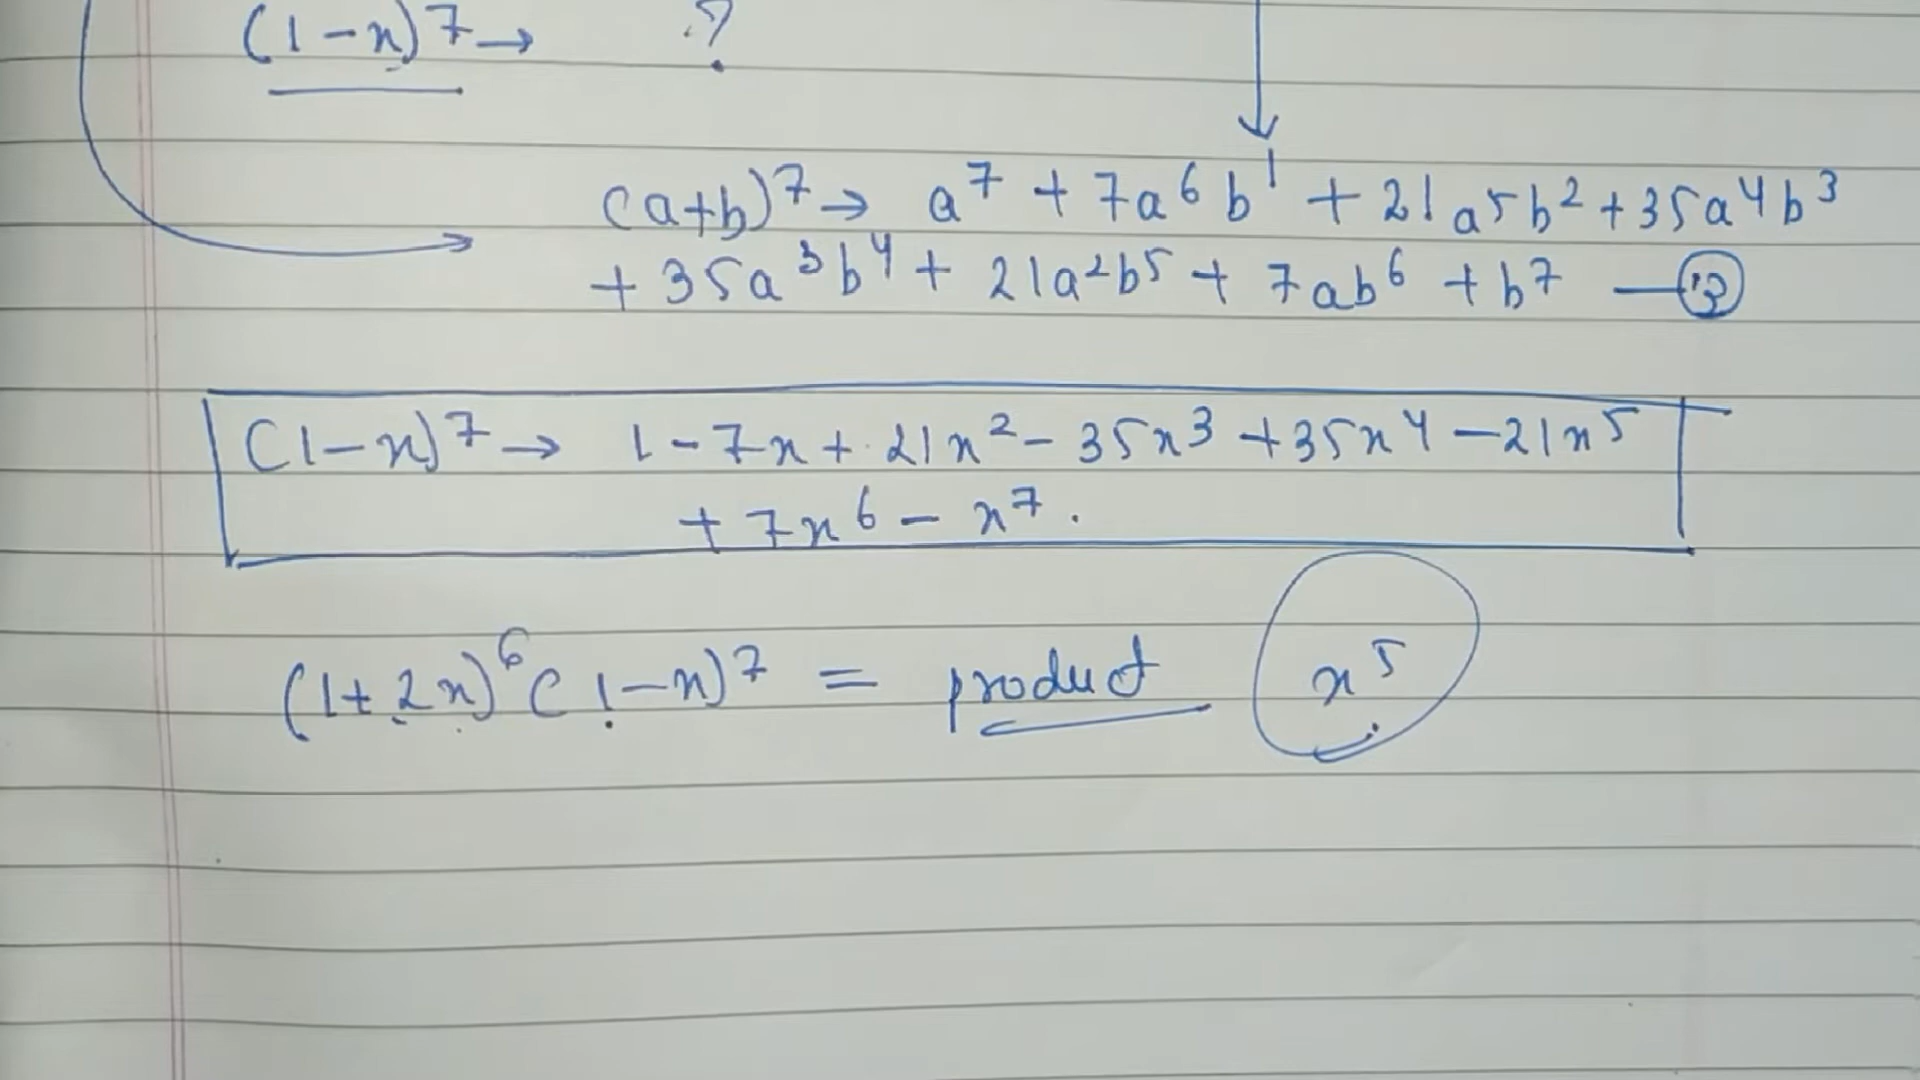 (1-x)⁷→ ?
(a+b)⁷→ a⁷ + 7a⁶b¹ + 21a⁵b² + 35a⁴b³
+ 35a³b⁴ + 21a²b⁵ + 7ab⁶ + b⁷ —②
(1-x)⁷→ 1-7x+21x²-35x³+35x⁴-21x⁵
+7x⁶-x⁷.
(1+2x)⁶(1-x)⁷ = product x⁵